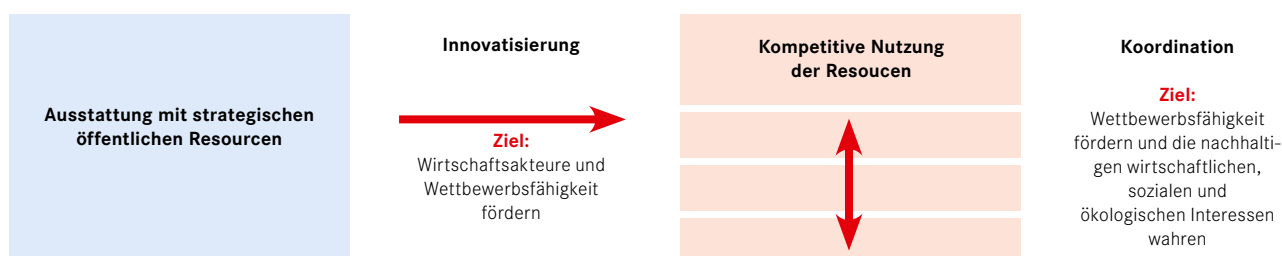 Ausstattung mit strategischen
öffentlichen Resourcen
Innovatisierung
Ziel:
Wirtschaftsakteure und
Wettbewerbsfähigkeit
fördern
Kompetitive Nutzung
der Resoucen
Koordination
Ziel:
Wettbewerbsfähigkeit
fördern und die nachhalti-
gen wirtschaftlichen,
sozialen und
ökologischen Interessen
wahren